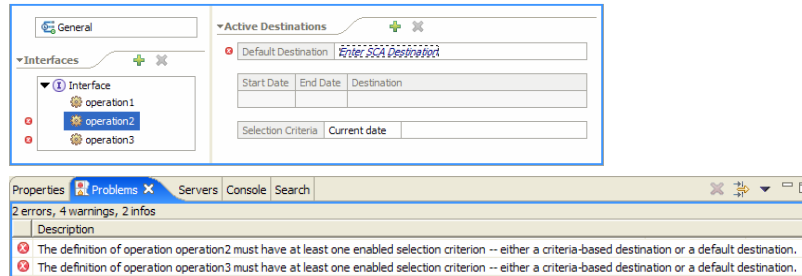 General
Interfaces
Interface
operation1
operation2
operation3
Active Destinations
Default Destination Enter SCA Destination
Start Date End Date Destination
Selection Criteria Current date
Properties Problems Servers Console Search
2 errors, 4 warnings, 2 infos
Description
The definition of operation operation2 must have at least one enabled selection criterion -- either a criteria-based destination or a default destination.
The definition of operation operation3 must have at least one enabled selection criterion -- either a criteria-based destination or a default destination.